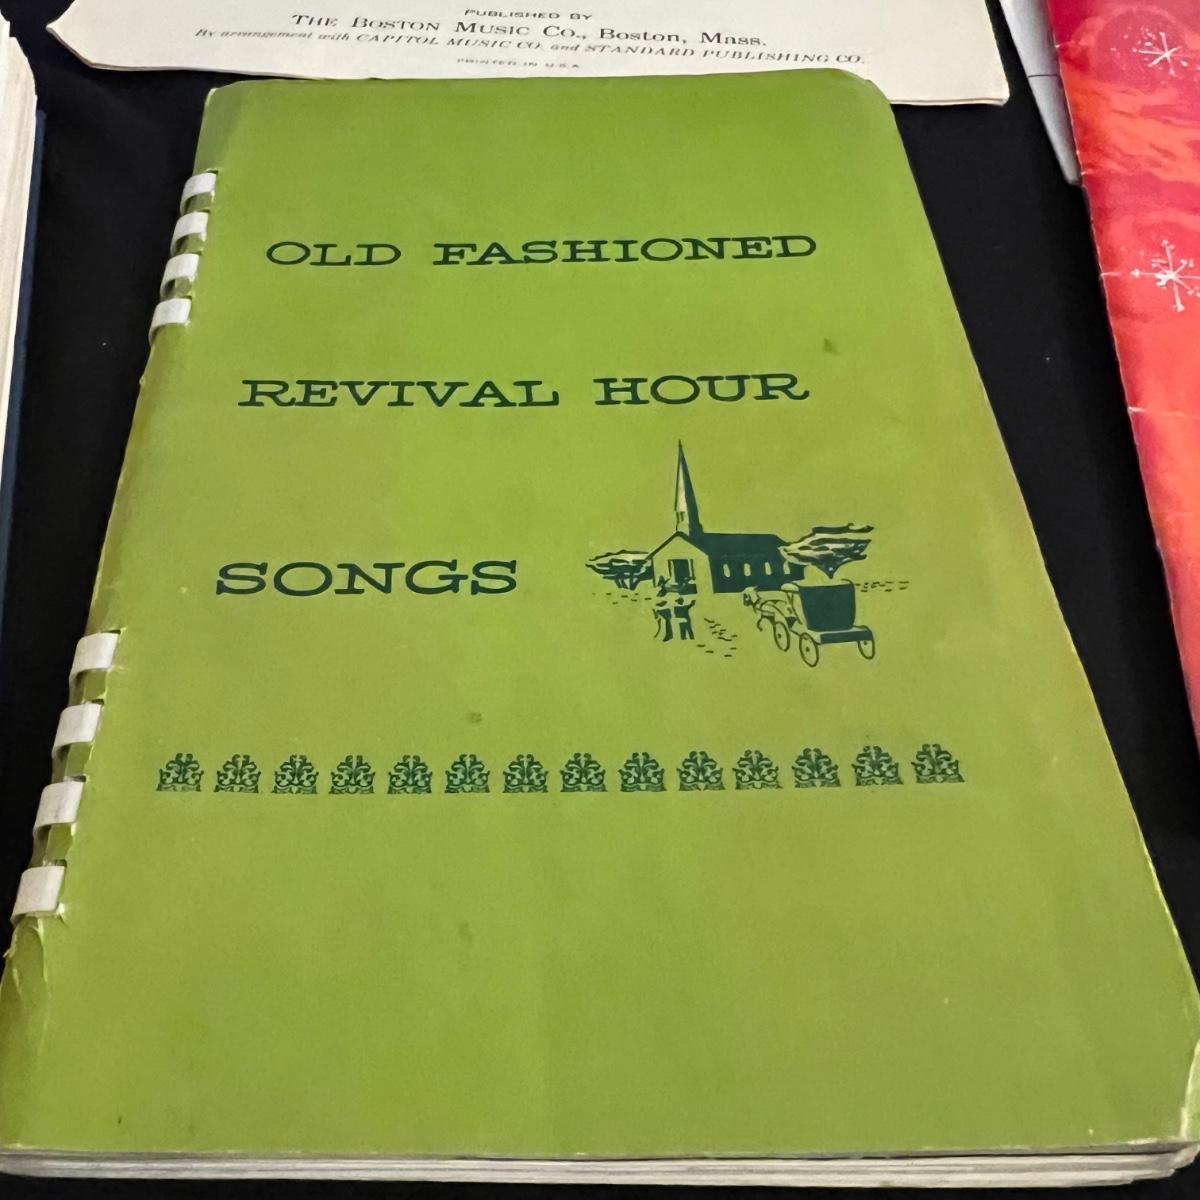 PUBLISHED BY
THE BOSTON MUSIC CO., BOSTON, MASS.
By arrangement with CAPITOL MUSIC CO. and STANDARD PUBLISHING CO.
PRINTED IN U.S.A.
OLD FASHIONED
REVIVAL HOUR
SONGS